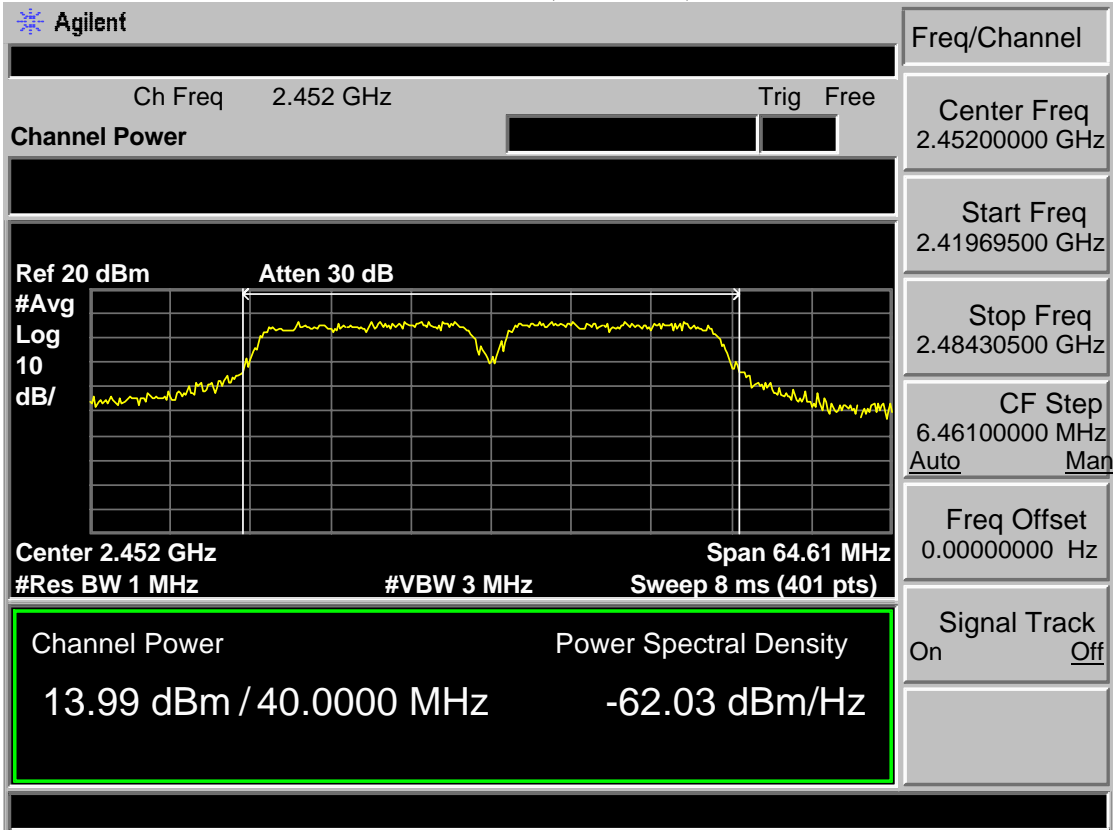 Agilent
Freq/Channel
Ch Freq 2.452 GHz Trig Free
Channel Power
Center Freq
2.45200000 GHz
Start Freq
2.41969500 GHz
Ref 20 dBm Atten 30 dB
#Avg
Log
10
dB/
Stop Freq
2.48430500 GHz
CF Step
6.46100000 MHz
Auto Man
Freq Offset
0.00000000 Hz
Center 2.452 GHz Span 64.61 MHz
#Res BW 1 MHz #VBW 3 MHz Sweep 8 ms (401 pts)
Signal Track
On Off
Channel Power Power Spectral Density
13.99 dBm / 40.0000 MHz -62.03 dBm/Hz